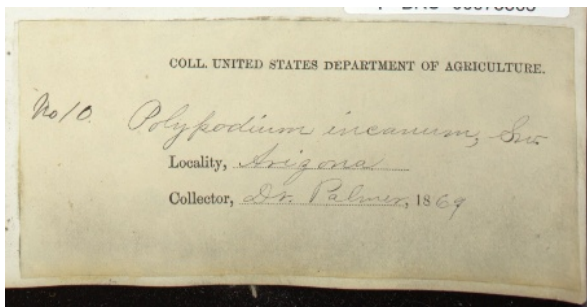 COLL. UNITED STATES DEPARTMENT OF AGRICULTURE.
No 10. Polypodium incanum, Sw.
Locality, Arizona
Collector, Dr. Palmer, 1869